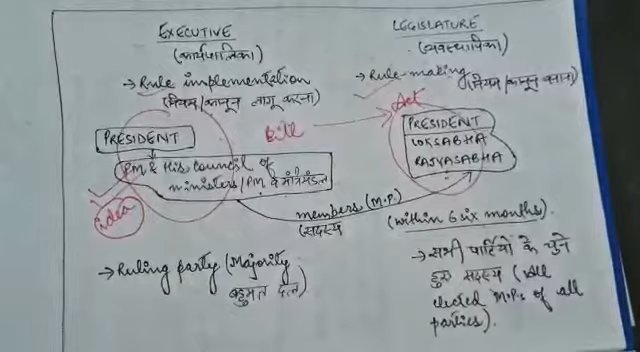 EXECUTIVE
(कार्यपालिका)
→ Rule implementation
(नियम/कानून लागू करना)
PRESIDENT
PM & His Council of
ministers/PM व मंत्रिमंडल
idea
→ Ruling party (Majority
बहुमत दल)
Bill
Act
members (M.P.)
(सदस्य
LEGISLATURE
(व्यवस्थापिका)
→ Rule-making
(नियम/कानून बनाना)
PRESIDENT
LOKSABHA
RAJYASABHA
(within 6 six months).
→ सभी पार्टियों के चुने
हुए सदस्य (All
elected M.P.s of all
parties).